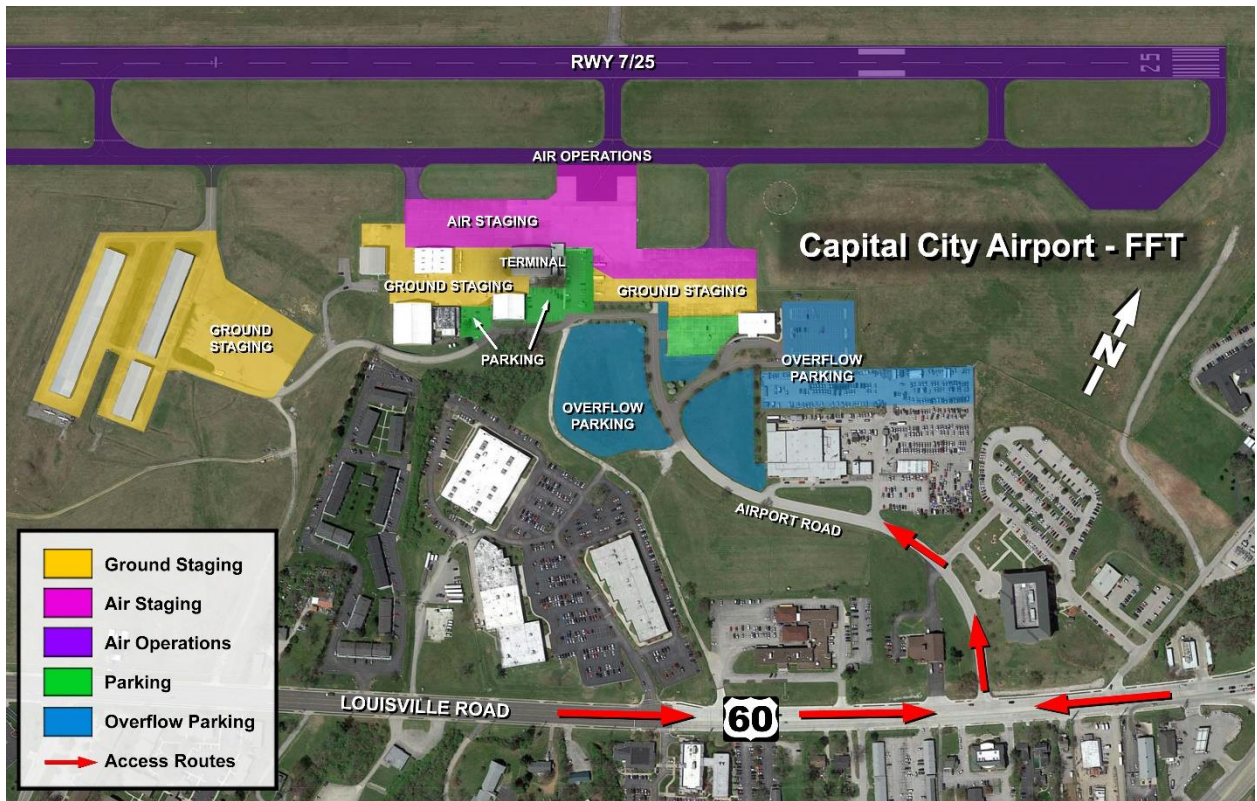 RWY 7/25
25
AIR OPERATIONS
AIR STAGING
Capital City Airport - FFT
TERMINAL
GROUND STAGING
GROUND STAGING
GROUND
STAGING
PARKING
OVERFLOW
PARKING
N
OVERFLOW
PARKING
AIRPORT ROAD
LOUISVILLE ROAD
60
Ground Staging
Air Staging
Air Operations
Parking
Overflow Parking
Access Routes